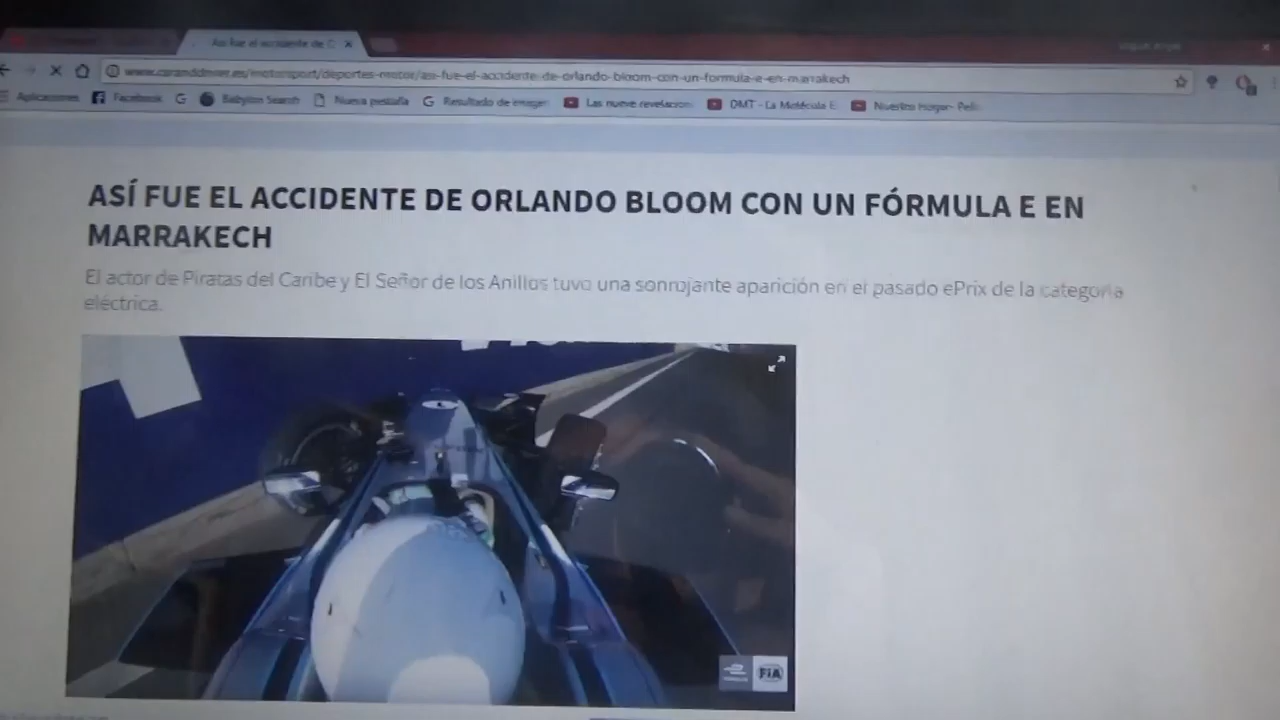 Así fue el accidente de
www.caranddriver.es/motorsport/deportes-motor/asi-fue-el-accidente-de-orlando-bloom-con-un-formula-e-en-marrakech
Aplicaciones Facebook Babylon Search Nueva pestaña Resultado de imagen Las nueve revelacion DMT - La Molécula E Nuestro Hogar- Pelí
ASÍ FUE EL ACCIDENTE DE ORLANDO BLOOM CON UN FÓRMULA E EN
MARRAKECH
El actor de Piratas del Caribe y El Señor de los Anillos tuvo una sonrojante aparición en el pasado ePrix de la categoría
eléctrica.
FIA